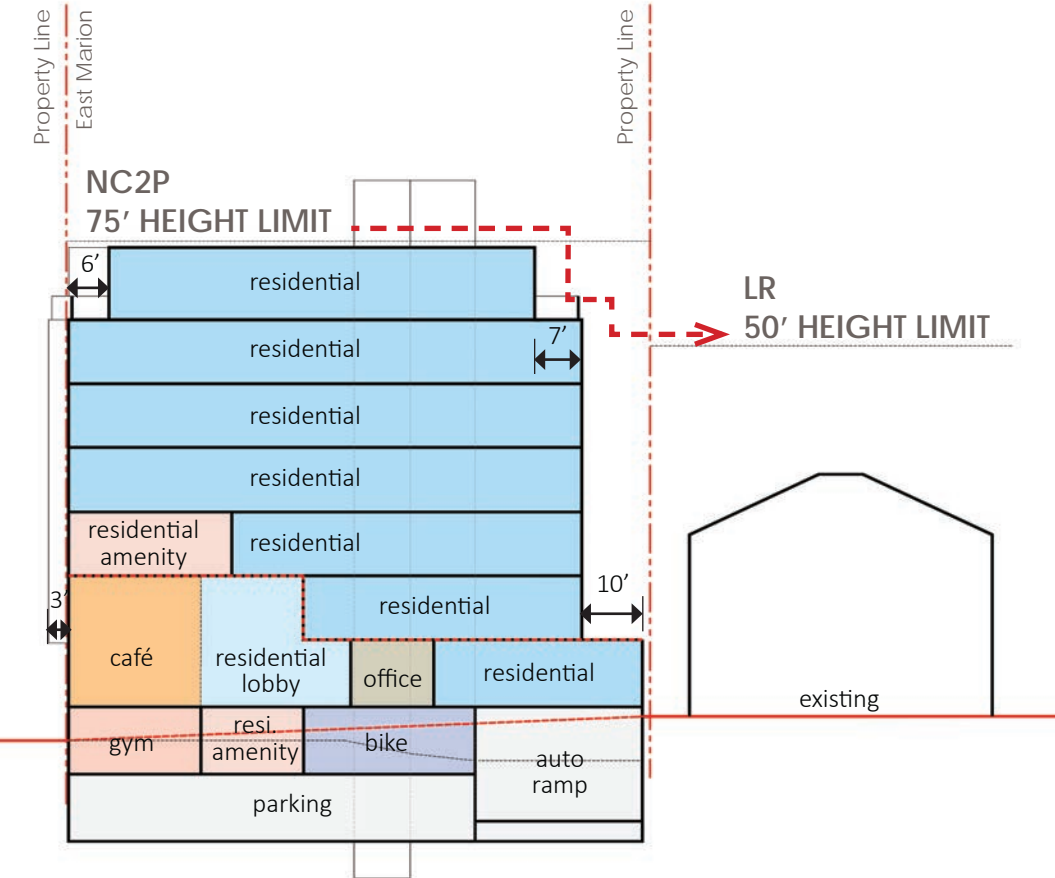 Property Line
East Marion
Property Line
NC2P
75’ HEIGHT LIMIT
6’
residential
LR
50’ HEIGHT LIMIT
residential
7’
residential
residential
residential
amenity
residential
3’
residential
10’
café
residential
lobby
office
residential
existing
gym
resi.
amenity
bike
auto
ramp
parking